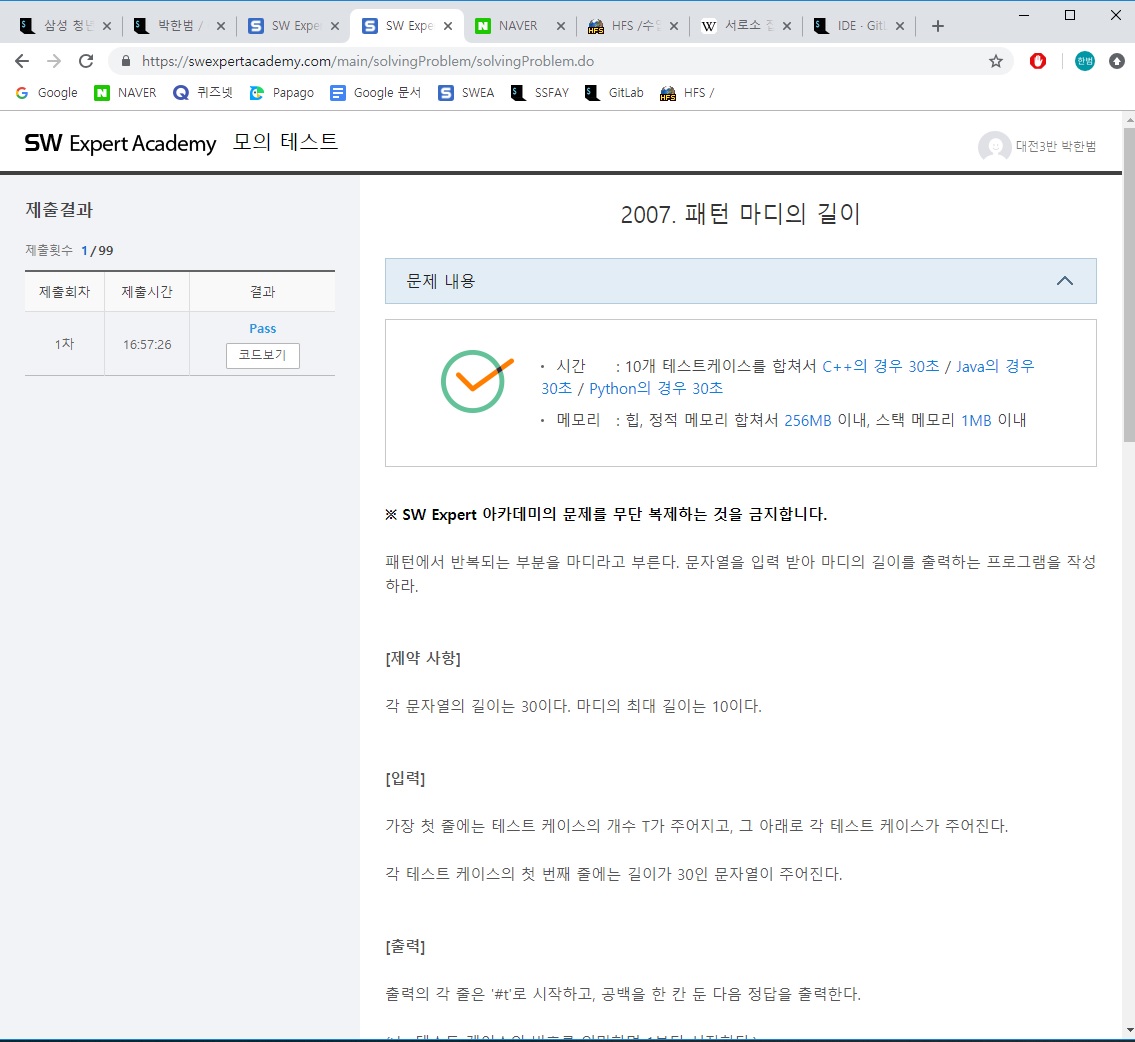 삼성 청년 박한범 / SW Expe SW Expe NAVER HFS /수업 서로소 집 IDE - GitL
https://swexpertacademy.com/main/solvingProblem/solvingProblem.do 한범
Google NAVER 퀴즈넷 Papago Google 문서 SWEA SSFAY GitLab HFS /
SW Expert Academy 모의 테스트 대전3반 박한범
제출결과
제출횟수 1 / 99
제출회차 제출시간 결과
1차 16:57:26 Pass
코드보기
2007. 패턴 마디의 길이
문제 내용
• 시간 : 10개 테스트케이스를 합쳐서 C++의 경우 30초 / Java의 경우
30초 / Python의 경우 30초
• 메모리 : 힙, 정적 메모리 합쳐서 256MB 이내, 스택 메모리 1MB 이내
※ SW Expert 아카데미의 문제를 무단 복제하는 것을 금지합니다.
패턴에서 반복되는 부분을 마디라고 부른다. 문자열을 입력 받아 마디의 길이를 출력하는 프로그램을 작성
하라.
[제약 사항]
각 문자열의 길이는 30이다. 마디의 최대 길이는 10이다.
[입력]
가장 첫 줄에는 테스트 케이스의 개수 T가 주어지고, 그 아래로 각 테스트 케이스가 주어진다.
각 테스트 케이스의 첫 번째 줄에는 길이가 30인 문자열이 주어진다.
[출력]
출력의 각 줄은 '#t'로 시작하고, 공백을 한 칸 둔 다음 정답을 출력한다.